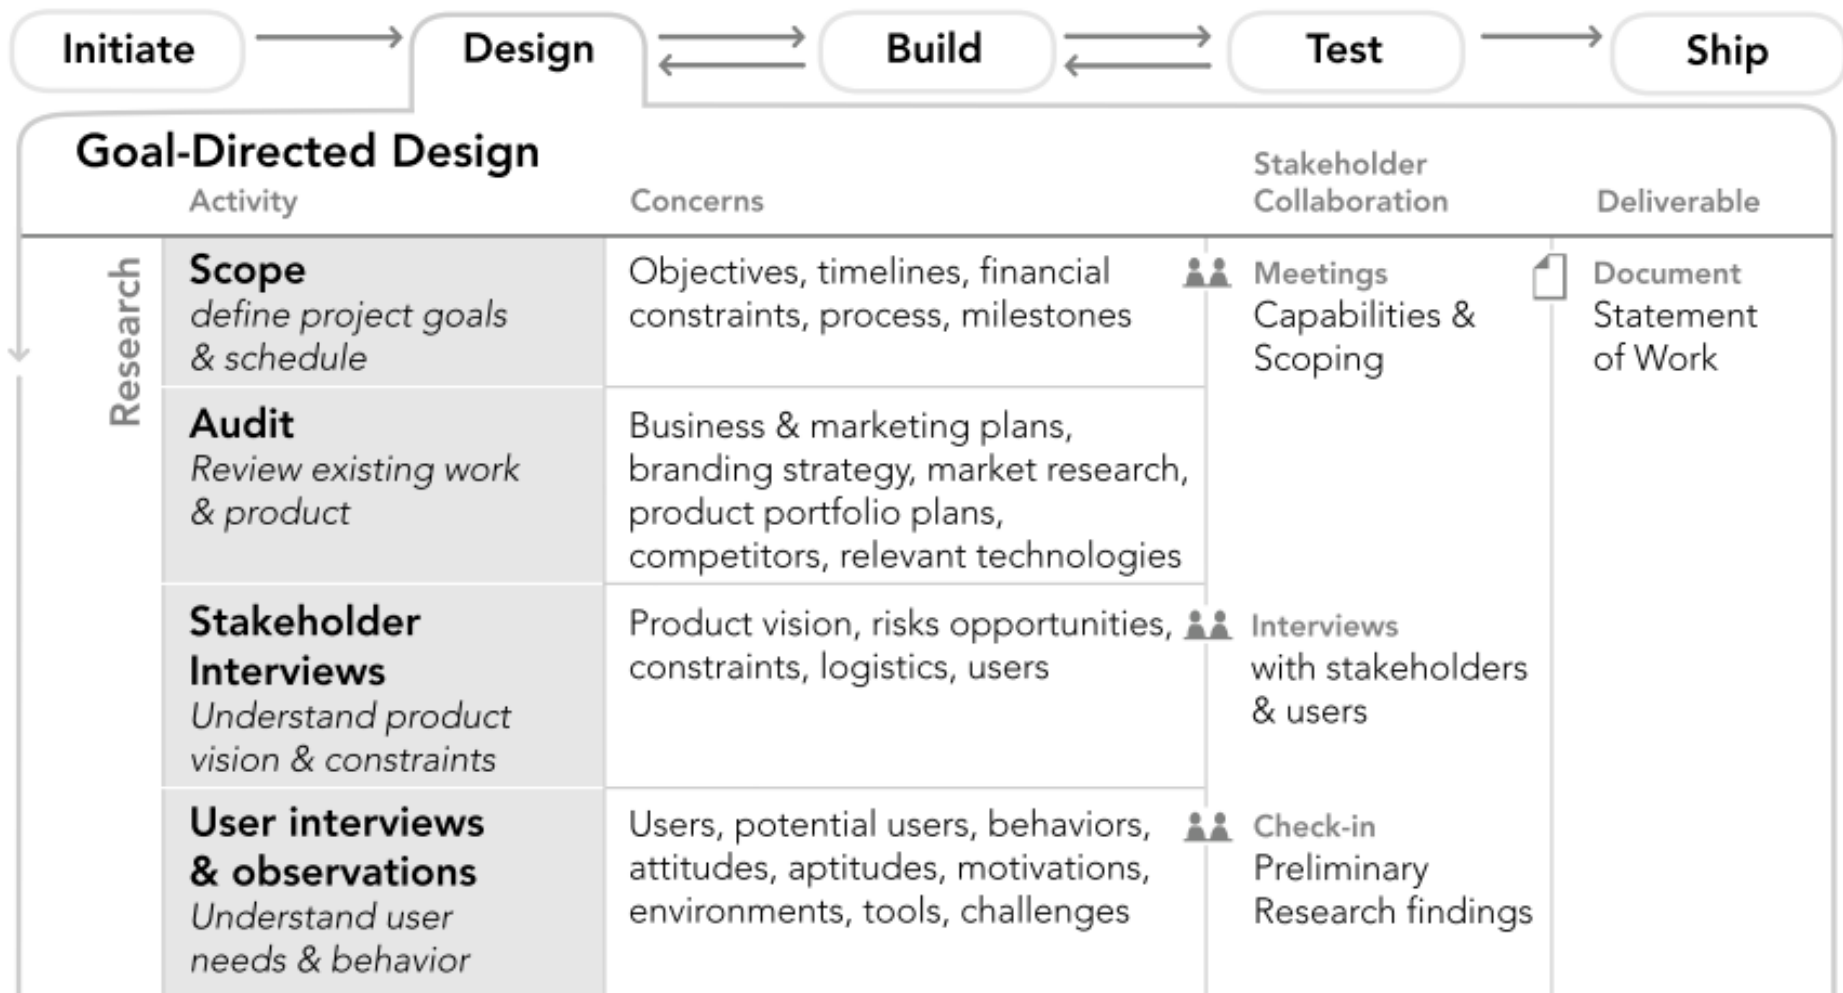 Initiate
Design
Build
Test
Ship
Goal-Directed Design
Activity
Concerns
Stakeholder
Collaboration
Deliverable
Research
Scope
define project goals
& schedule
Objectives, timelines, financial
constraints, process, milestones
Meetings
Capabilities &
Scoping
Document
Statement
of Work
Audit
Review existing work
& product
Business & marketing plans,
branding strategy, market research,
product portfolio plans,
competitors, relevant technologies
Stakeholder
Interviews
Understand product
vision & constraints
Product vision, risks opportunities,
constraints, logistics, users
Interviews
with stakeholders
& users
User interviews
& observations
Understand user
needs & behavior
Users, potential users, behaviors,
attitudes, aptitudes, motivations,
environments, tools, challenges
Check-in
Preliminary
Research findings